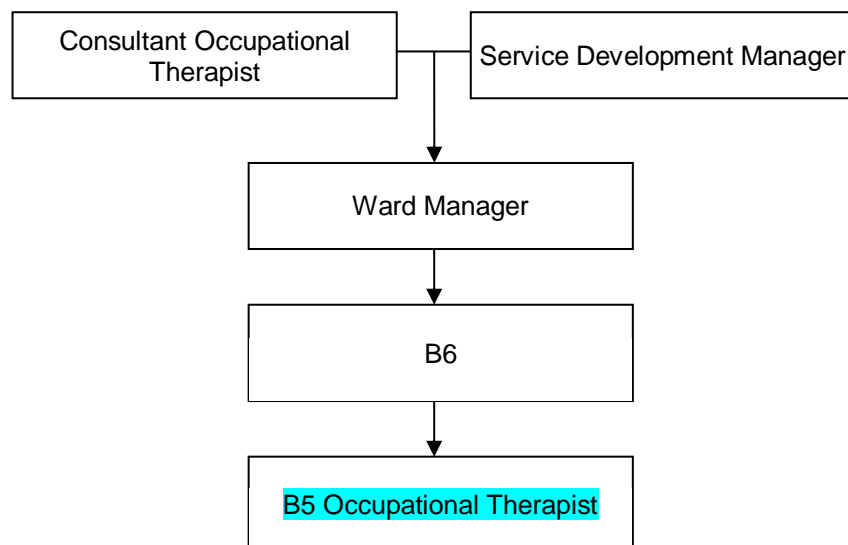 Consultant Occupational
Therapist
Service Development Manager
Ward Manager
B6
B5 Occupational Therapist